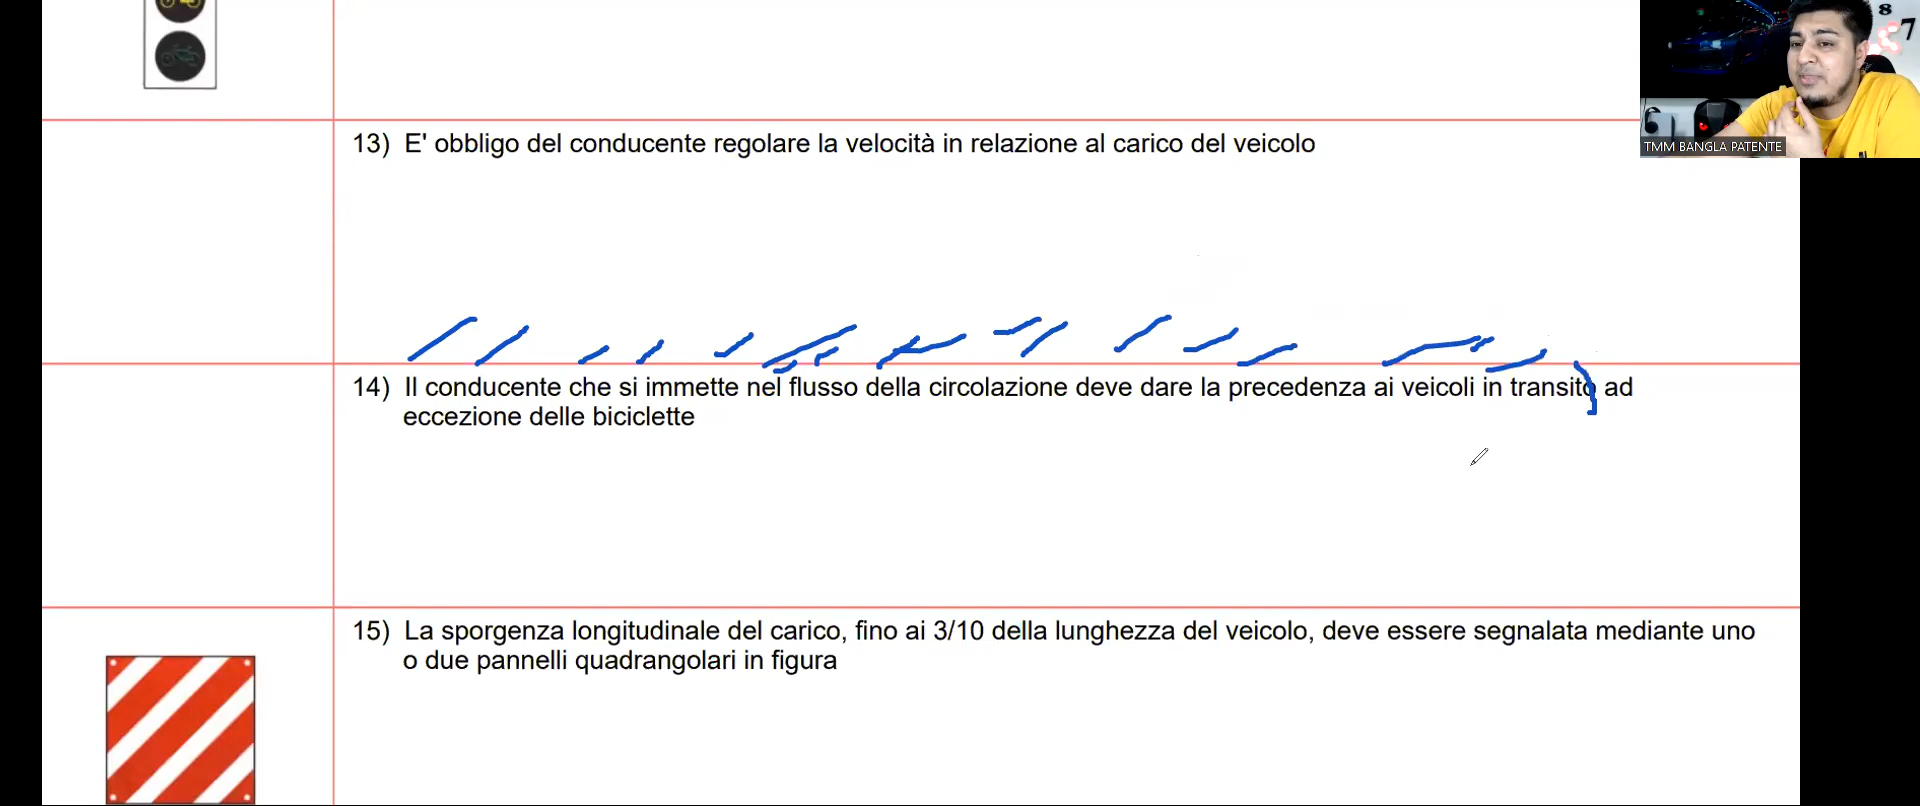 8
7
TMM BANGLA PATENTE
13) E' obbligo del conducente regolare la velocità in relazione al carico del veicolo
14) Il conducente che si immette nel flusso della circolazione deve dare la precedenza ai veicoli in transito ad
eccezione delle biciclette
15) La sporgenza longitudinale del carico, fino ai 3/10 della lunghezza del veicolo, deve essere segnalata mediante uno
o due pannelli quadrangolari in figura